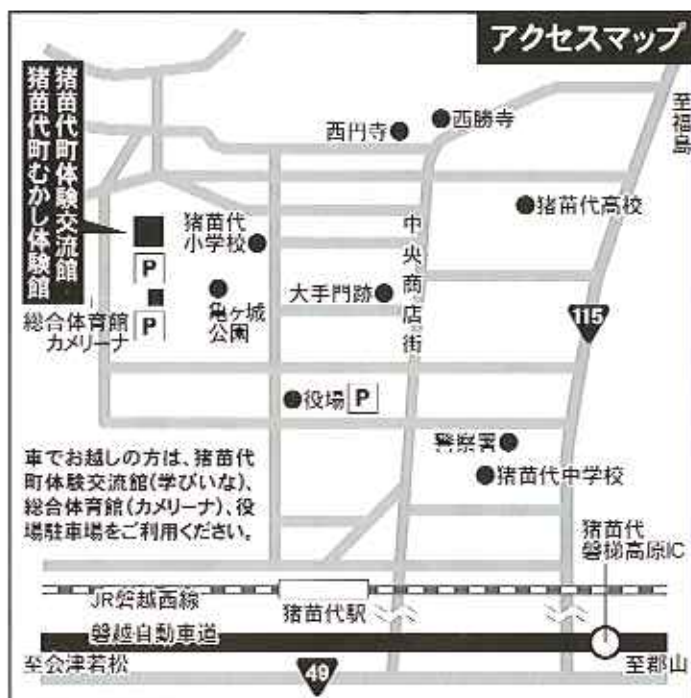 アクセスマップ
至福島
猪苗代町体験交流館
猪苗代町むかし体験館
西円寺
西勝寺
猪苗代高校
猪苗代
小学校
中央商店街
P
大手門跡
115
亀ヶ城
公園
総合体育館
カメリーナ
P
役場 P
警察署
猪苗代中学校
車でお越しの方は、猪苗代
町体験交流館(学びいな)、
総合体育館(カメリーナ)、役
場駐車場をご利用ください。
猪苗代
磐梯高原IC
JR磐越西線
猪苗代駅
磐越自動車道
至会津若松
49
至郡山